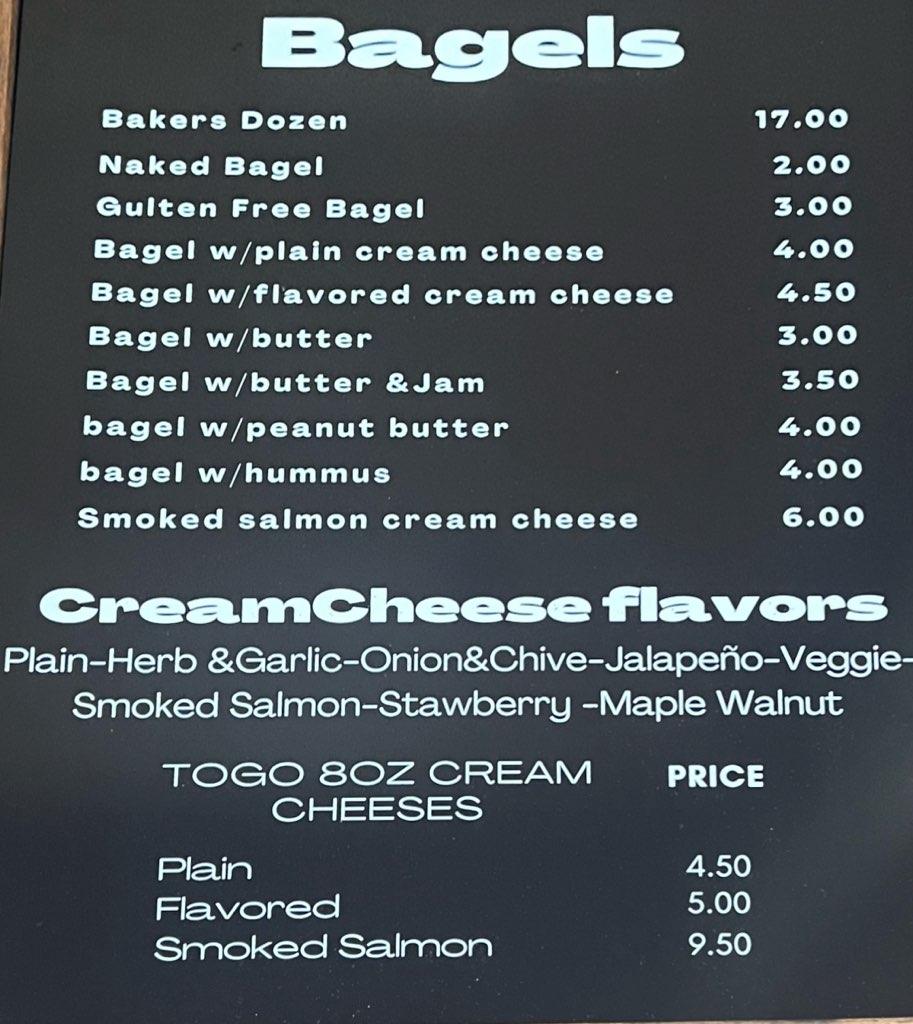 Bagels
Bakers Dozen 17.00
Naked Bagel 2.00
Gulten Free Bagel 3.00
Bagel w/plain cream cheese 4.00
Bagel w/flavored cream cheese 4.50
Bagel w/butter 3.00
Bagel w/butter &Jam 3.50
bagel w/peanut butter 4.00
bagel w/hummus 4.00
Smoked salmon cream cheese 6.00
CreamCheese flavors
Plain-Herb &Garlic-Onion&Chive-Jalapeño-Veggie-
Smoked Salmon-Stawberry -Maple Walnut
TOGO 8OZ CREAM PRICE
CHEESES
Plain 4.50
Flavored 5.00
Smoked Salmon 9.50